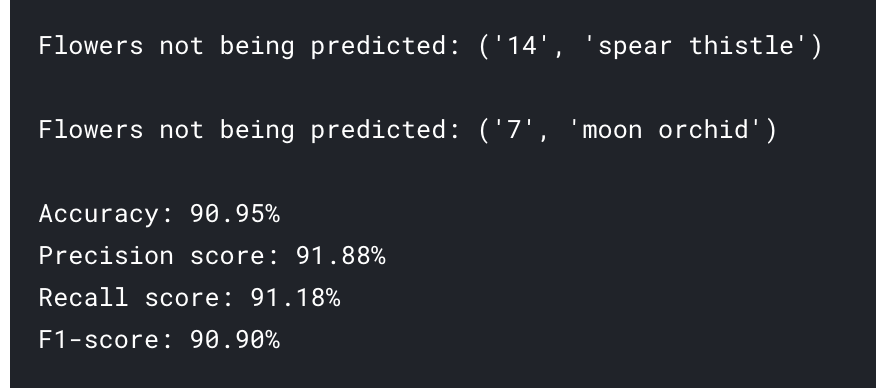 Flowers not being predicted: ('14', 'spear thistle')
Flowers not being predicted: ('7', 'moon orchid')
Accuracy: 90.95%
Precision score: 91.88%
Recall score: 91.18%
F1-score: 90.90%